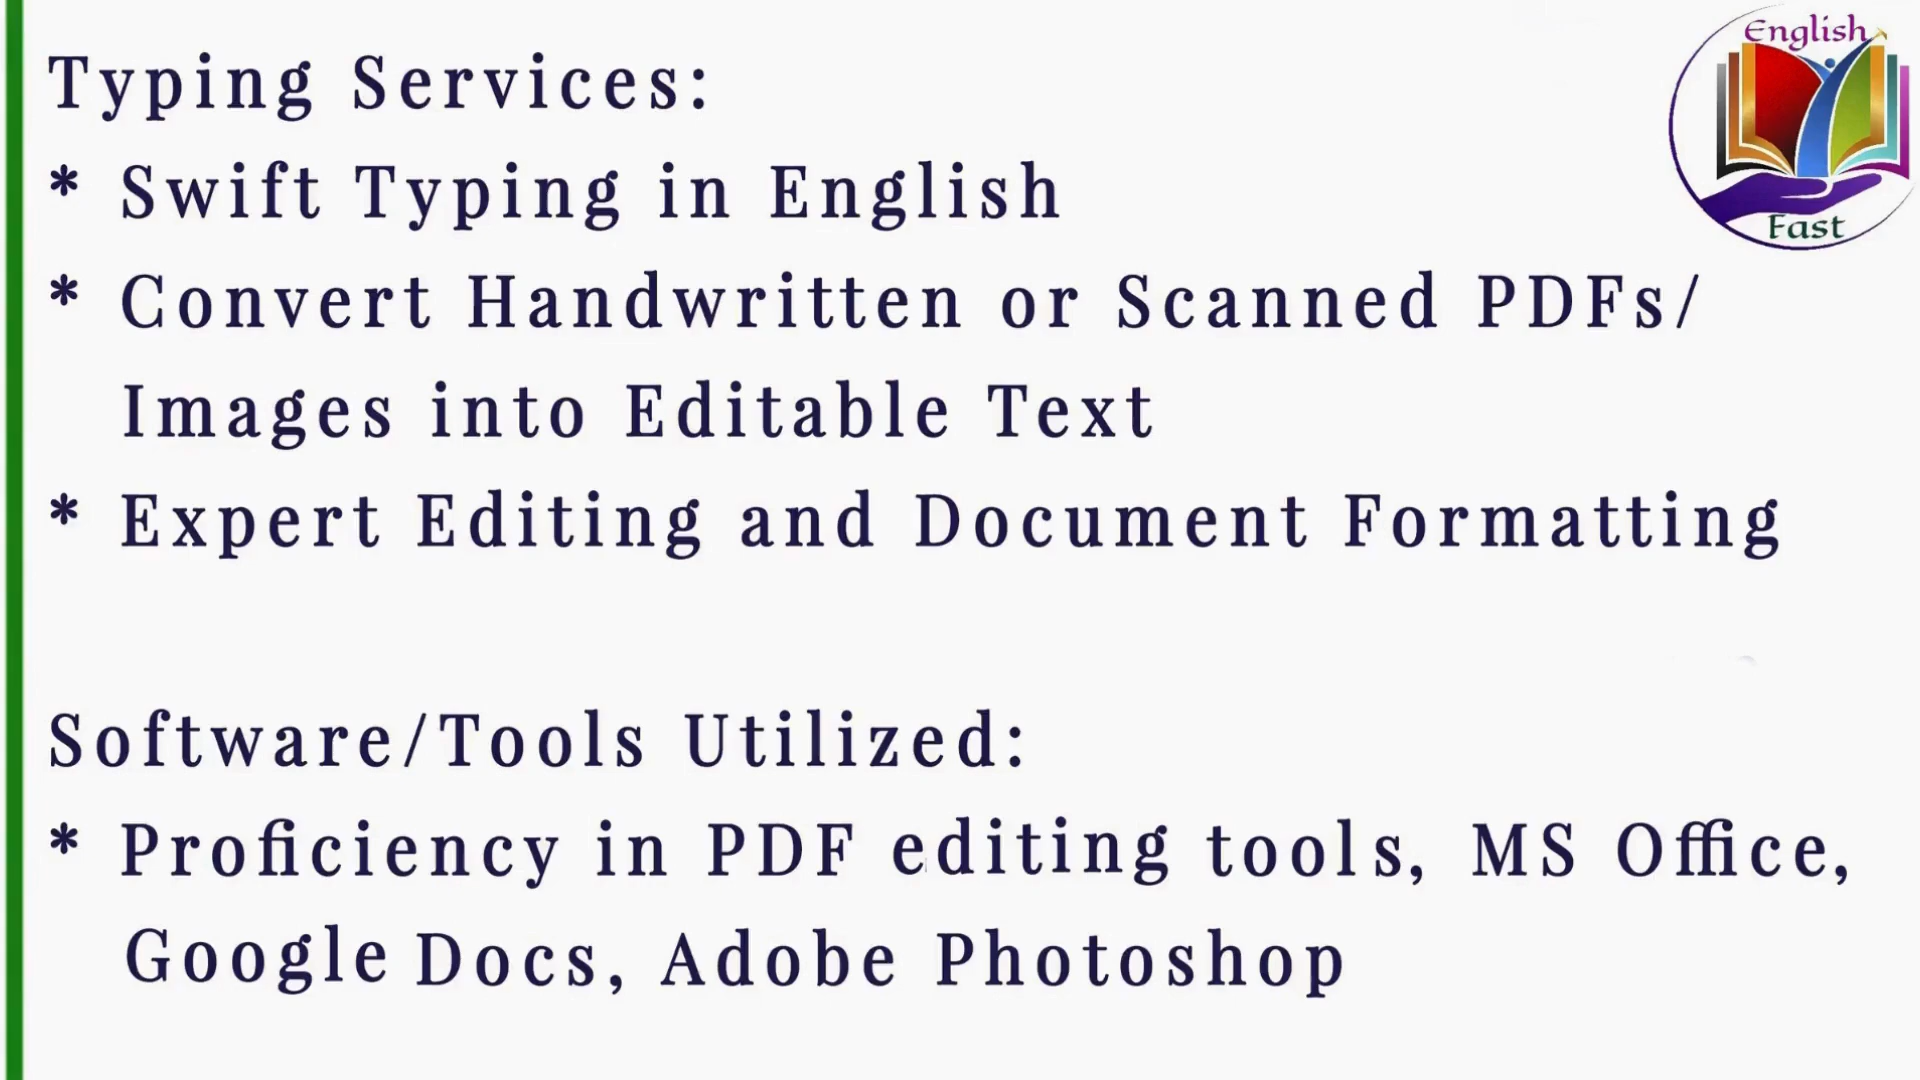 English
Fast
Typing Services:
* Swift Typing in English
* Convert Handwritten or Scanned PDFs/
Images into Editable Text
* Expert Editing and Document Formatting
Software/Tools Utilized:
* Proficiency in PDF editing tools, MS Office,
Google Docs, Adobe Photoshop